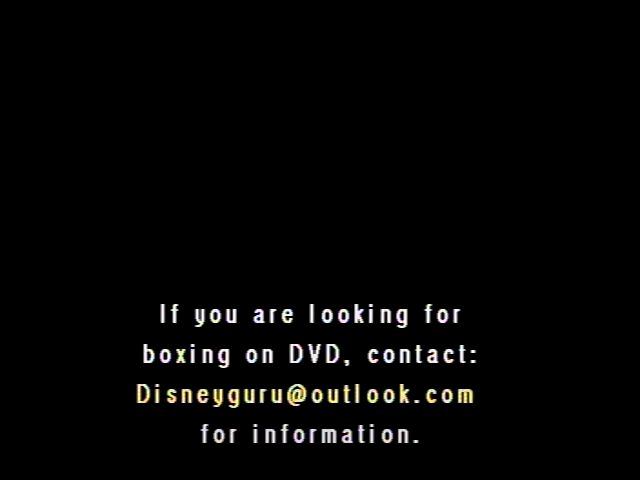 If you are looking for
boxing on DVD, contact:
Disneyguru@outlook.com
for information.